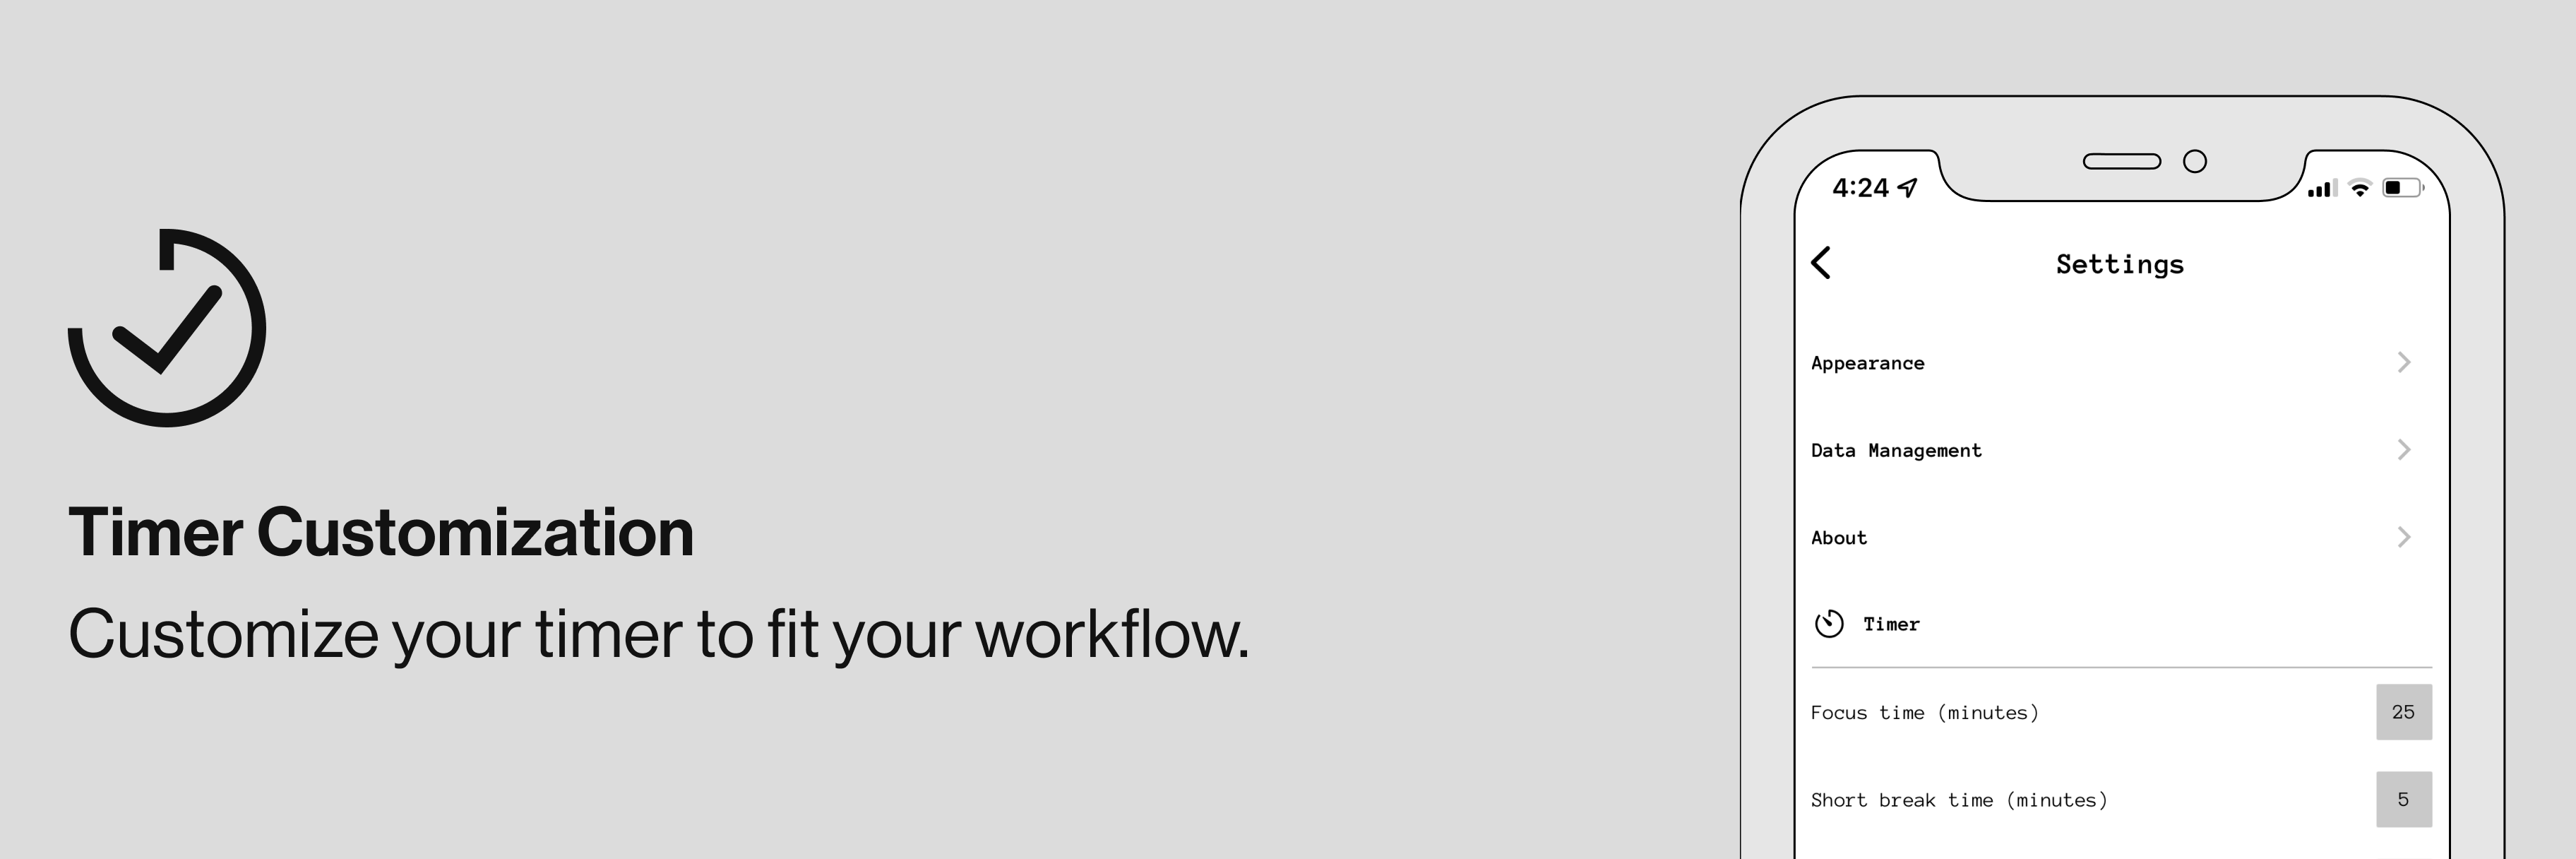 Timer Customization
Customize your timer to fit your workflow.
4:24
Settings
Appearance
Data Management
About
Timer
Focus time (minutes) 25
Short break time (minutes) 5